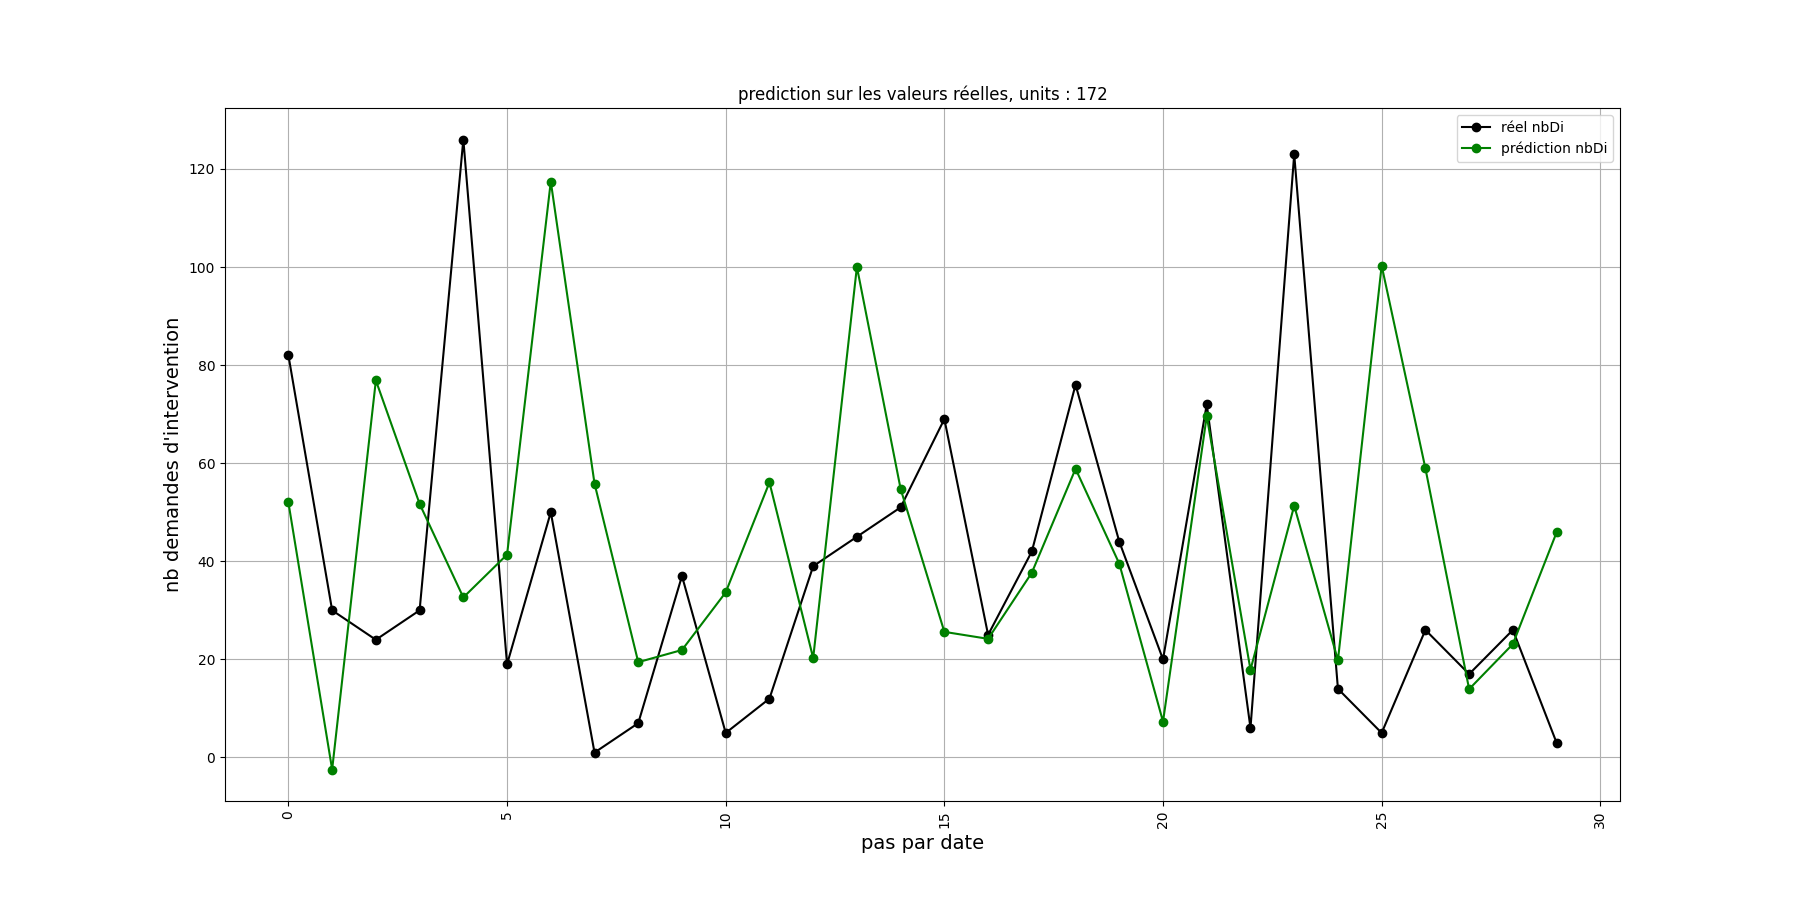 prediction sur les valeurs réelles, units : 172
réel nbDi
prédiction nbDi
nb demandes d'intervention
120
100
80
60
40
20
0
0
5
10
15
20
25
30
pas par date